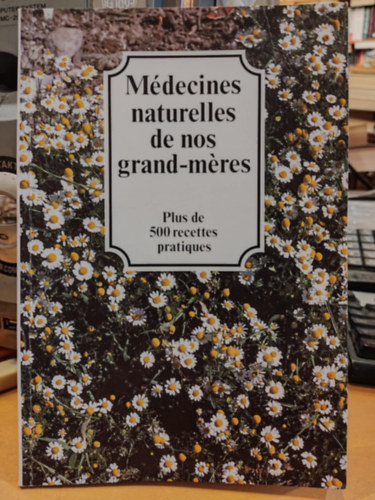 Médecines
naturelles
de nos
grand-mères
Plus de
500 recettes
pratiques